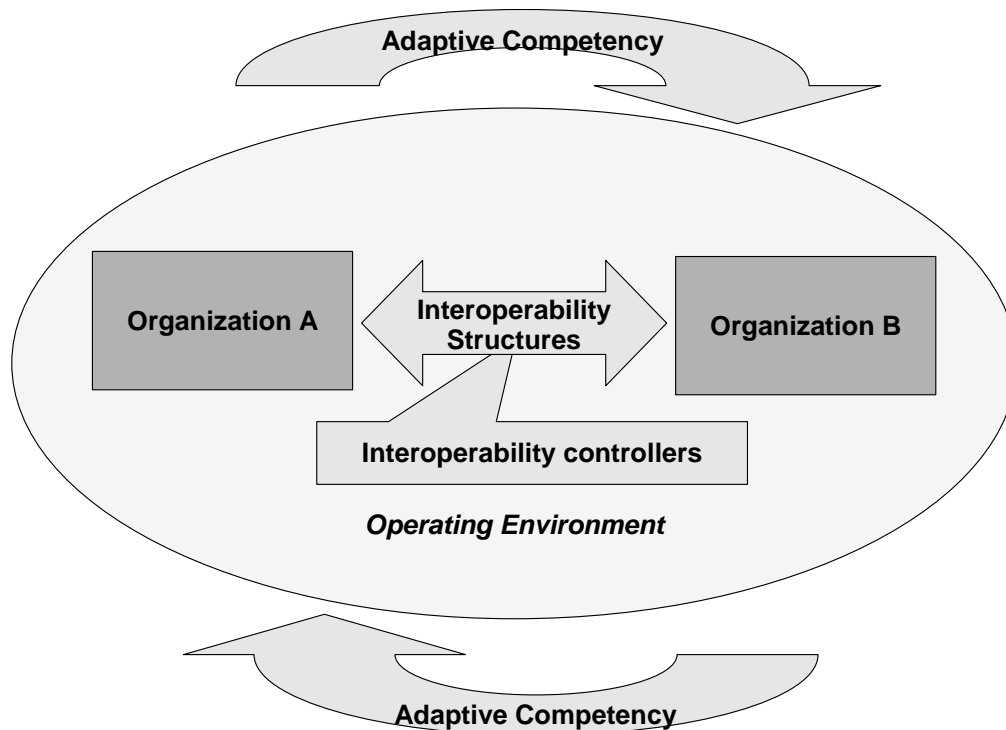 Adaptive Competency
Organization A
Interoperability
Structures
Organization B
Interoperability controllers
Operating Environment
Adaptive Competency